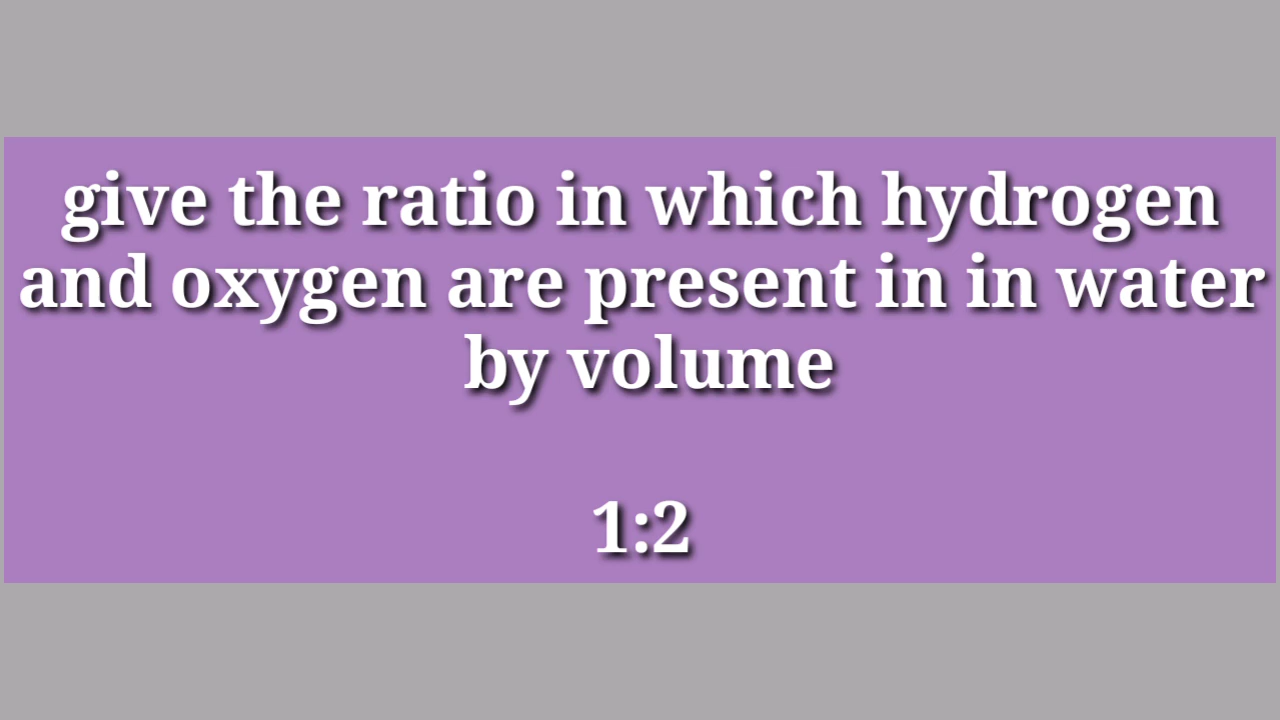 give the ratio in which hydrogen
and oxygen are present in in water
by volume
1:2